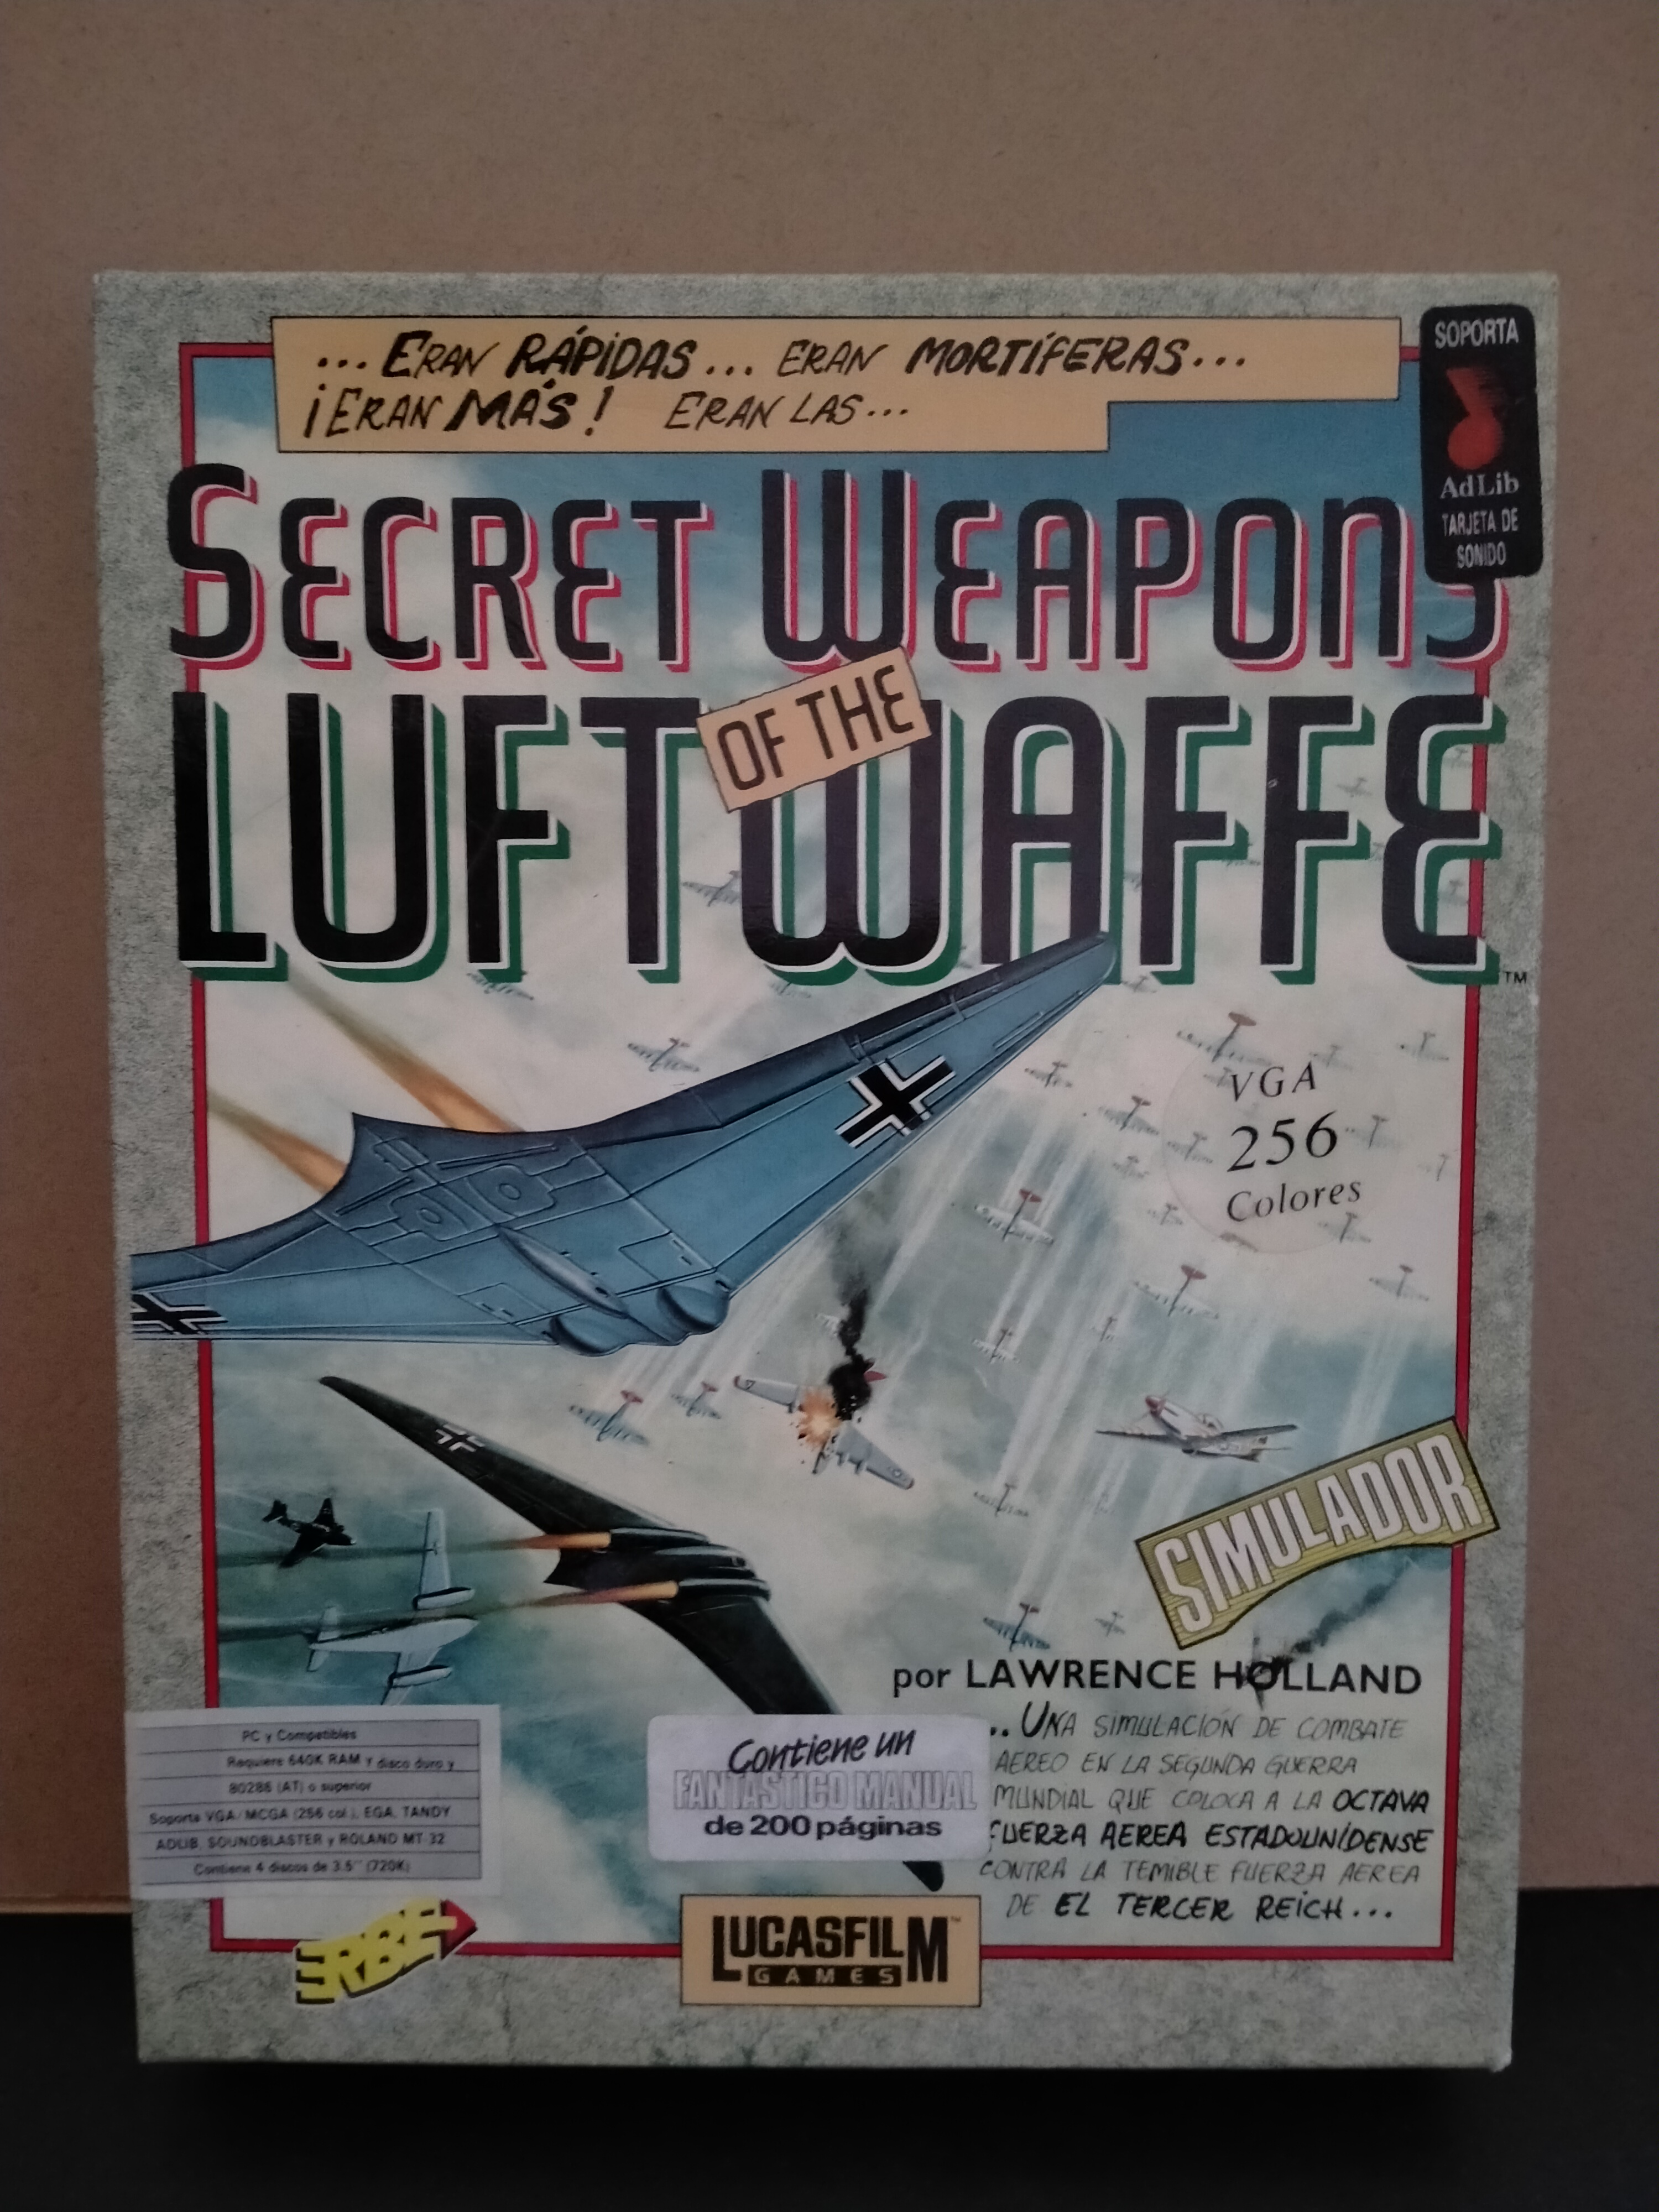 ... ERAN RÁPIDAS... ERAN MORTÍFERAS...
¡ERAN MÁS! ERAN LAS...
SOPORTA
AdLib
TARJETA DE
SONIDO
SECRET WEAPONS
OF THE
LUFTWAFFE
TM
VGA
256
Colores
SIMULADOR
por LAWRENCE HOLLAND
..UNA SIMULACIÓN DE COMBATE
AEREO EN LA SEGUNDA GUERRA
MUNDIAL QUE COLOCA A LA OCTAVA
FUERZA AEREA ESTADOUNIDENSE
CONTRA LA TEMIBLE FUERZA AEREA
DE EL TERCER REICH...
PC y Compatibles
Requiere 640K RAM y disco duro y
80286 (AT) o superior
Soporta VGA/MCGA (256 col.), EGA, TANDY
ADLIB, SOUNDBLASTER y ROLAND MT-32
Contiene 4 discos de 3.5'' (720K)
Contiene un
FANTASTICO MANUAL
de 200 páginas
ERBE
LUCASFILM™
GAMES